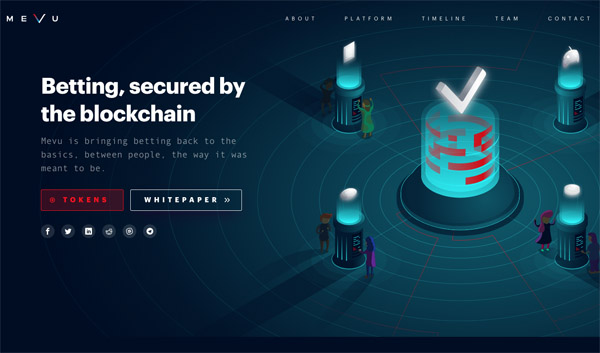 MEVU
ABOUT PLATFORM TIMELINE TEAM CONTACT
Betting, secured by
the blockchain
Mevu is bringing betting back to the
basics, between people, the way it was
meant to be.
TOKENS WHITEPAPER »